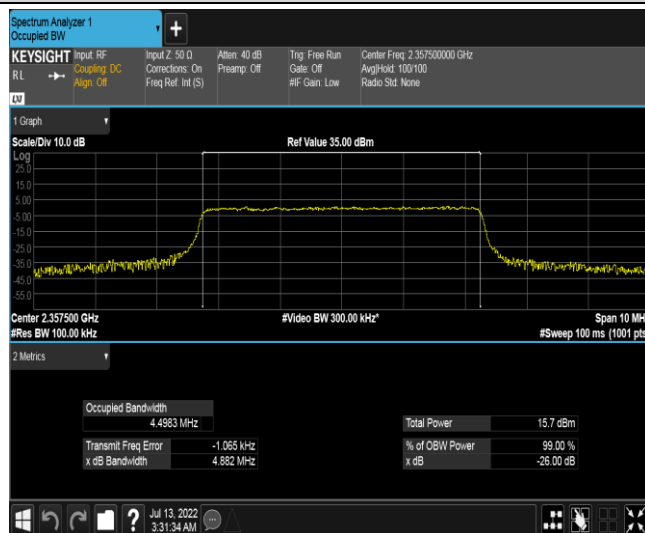 Spectrum Analyzer 1
Occupied BW
+
KEYSIGHT Input: RF Input Z: 50 Ω Atten: 40 dB Trig: Free Run Center Freq: 2.357500000 GHz
RL Coupling: DC Corrections: On Preamp: Off Gate: Off Avg|Hold: 100/100
Align: Off Freq Ref: Int (S) #IF Gain: Low Radio Std: None
LXI
1 Graph
Scale/Div 10.0 dB Ref Value 35.00 dBm
Log
25.0
15.0
5.00
-5.00
-15.0
-25.0
-35.0
-45.0
-55.0
Center 2.357500 GHz #Video BW 300.00 kHz* Span 10 MH
#Res BW 100.00 kHz #Sweep 100 ms (1001 pts
2 Metrics
Occupied Bandwidth
4.4983 MHz Total Power 15.7 dBm
Transmit Freq Error -1.065 kHz % of OBW Power 99.00 %
x dB Bandwidth 4.882 MHz x dB -26.00 dB
? Jul 13, 2022
3:31:34 AM